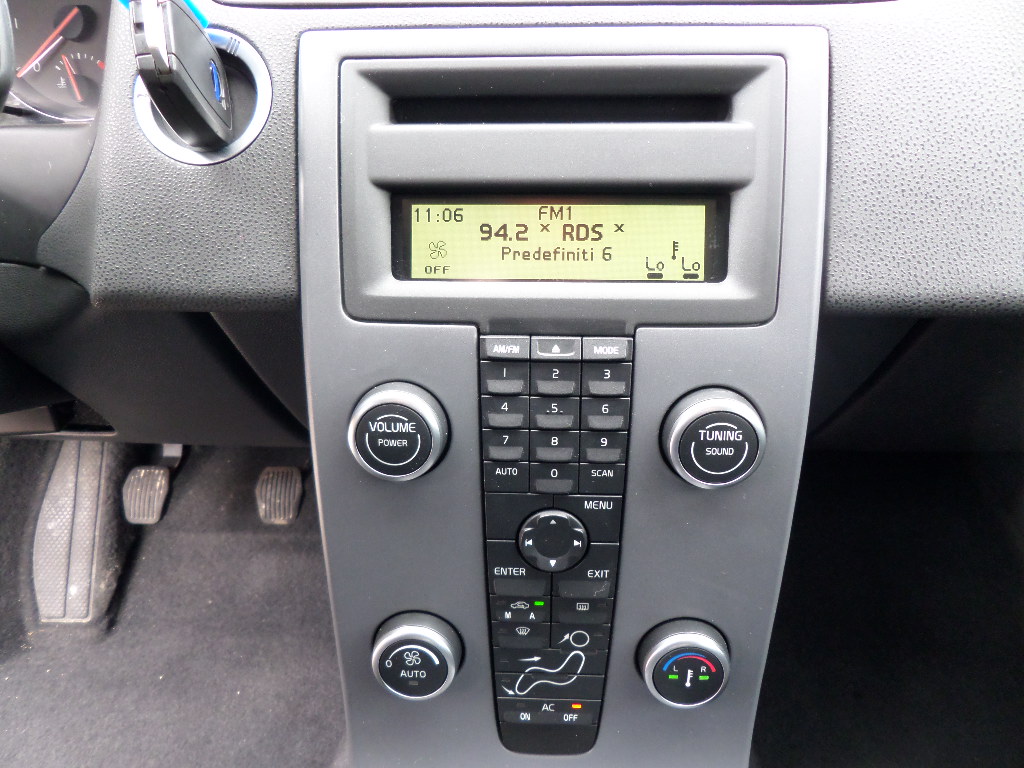 11:06 FM1
94.2 x RDS x
Predefiniti 6
OFF Lo Lo
AM/FM MODE
1 2 3
4 -5- 6
VOLUME
POWER
TUNING
SOUND
7 8 9
AUTO 0 SCAN
MENU
ENTER EXIT
M A
0
AUTO
L R
AC
ON OFF